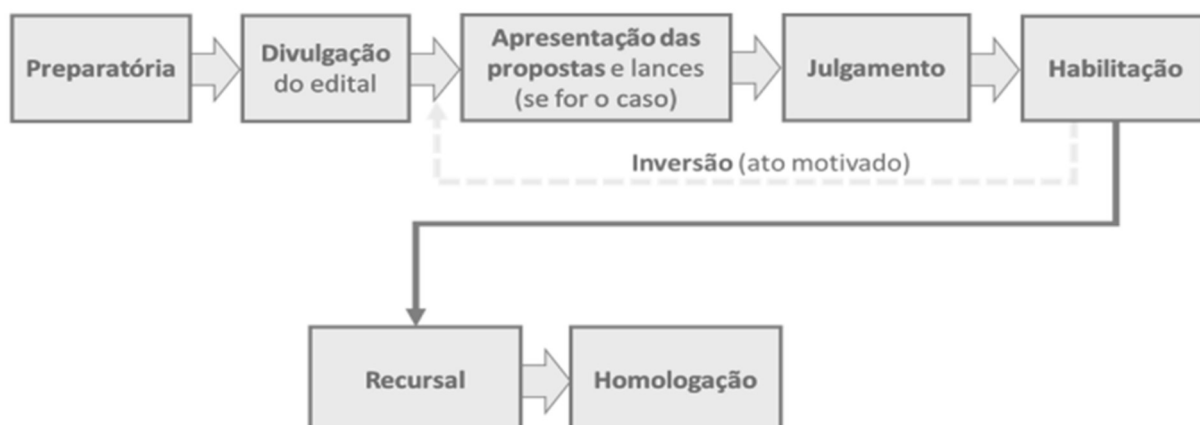 Preparatória
Divulgação
do edital
Apresentação das
propostas e lances
(se for o caso)
Julgamento
Habilitação
Inversão (ato motivado)
Recursal
Homologação